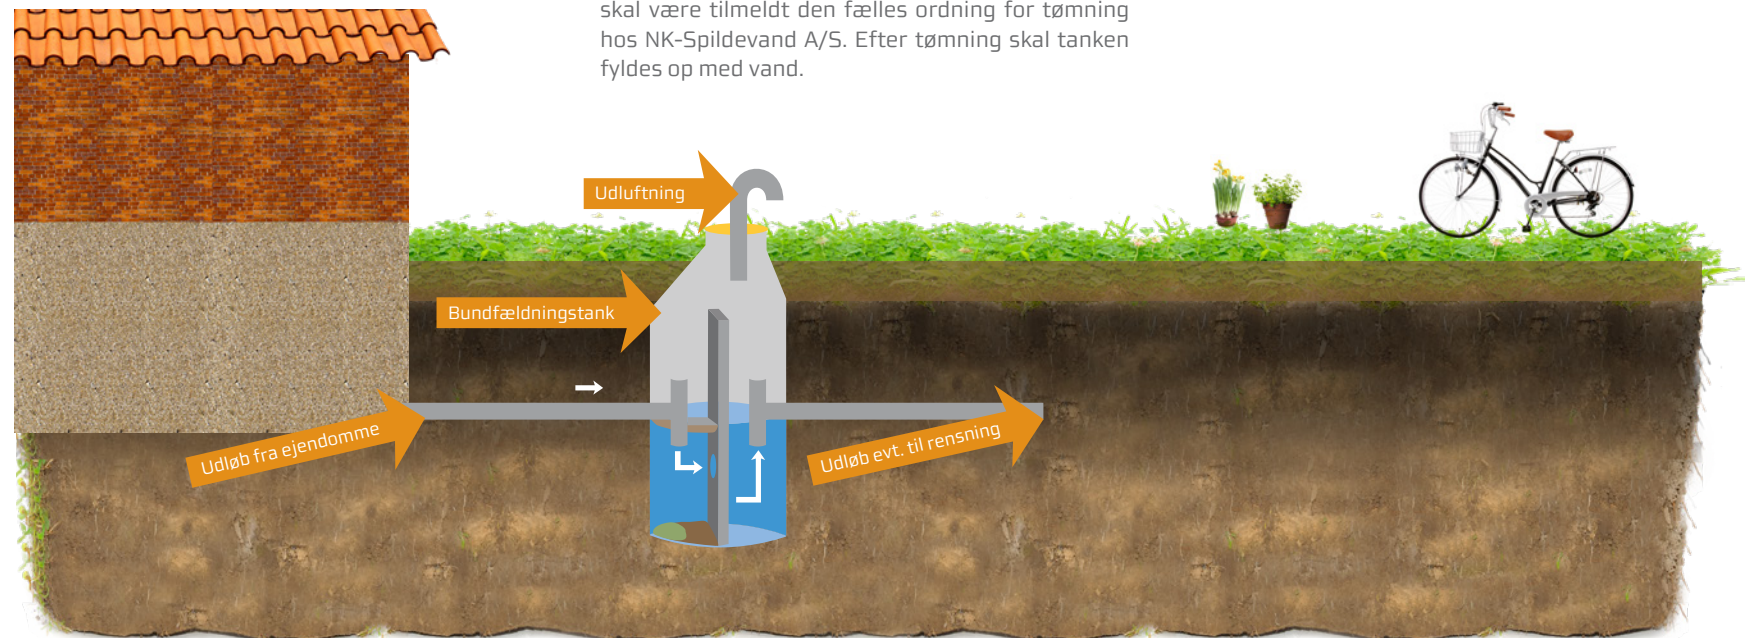 skal være tilmeldt den fælles ordning for tømning
hos NK-Spildevand A/S. Efter tømning skal tanken
fyldes op med vand.
Udluftning
Bundfældningstank
Udløb fra ejendomme
Udløb evt. til rensning